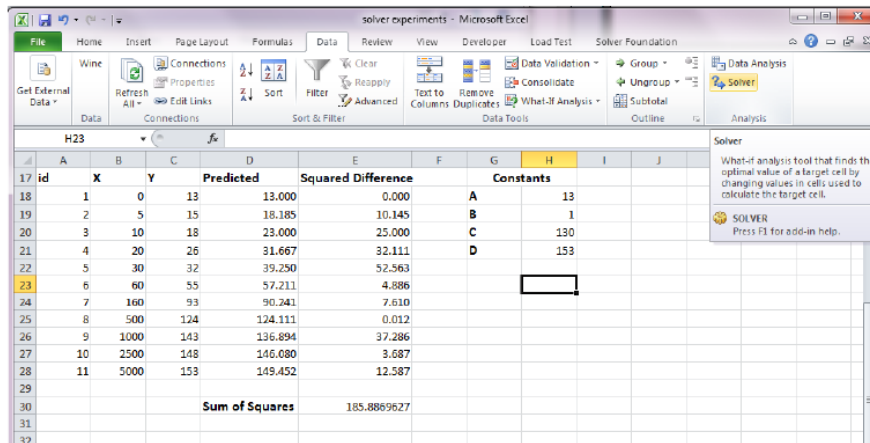 solver experiments - Microsoft Excel
File Home Insert Page Layout Formulas Data Review View Developer Load Test Solver Foundation
Get External Data
Wine
Data
Refresh All
Connections
Properties
Edit Links
Connections
Sort
Filter
Clear
Reapply
Advanced
Sort & Filter
Text to Columns
Remove Duplicates
Data Validation
Consolidate
What-If Analysis
Data Tools
Group
Ungroup
Subtotal
Outline
Data Analysis
Solver
Analysis
H23 fx
A B C D E F G H I J
17 id X Y Predicted Squared Difference Constants
18 1 0 13 13.000 0.000 A 13
19 2 5 15 18.185 10.145 B 1
20 3 10 18 23.000 25.000 C 130
21 4 20 26 31.667 32.111 D 153
22 5 30 32 39.250 52.563
23 6 60 55 57.211 4.886
24 7 160 93 90.241 7.610
25 8 500 124 124.111 0.012
26 9 1000 143 136.894 37.286
27 10 2500 148 146.080 3.687
28 11 5000 153 149.452 12.587
29
30 Sum of Squares 185.8869627
31
32
Solver
What-if analysis tool that finds th
optimal value of a target cell by
changing values in cells used to
calculate the target cell.
SOLVER
Press F1 for add-in help.